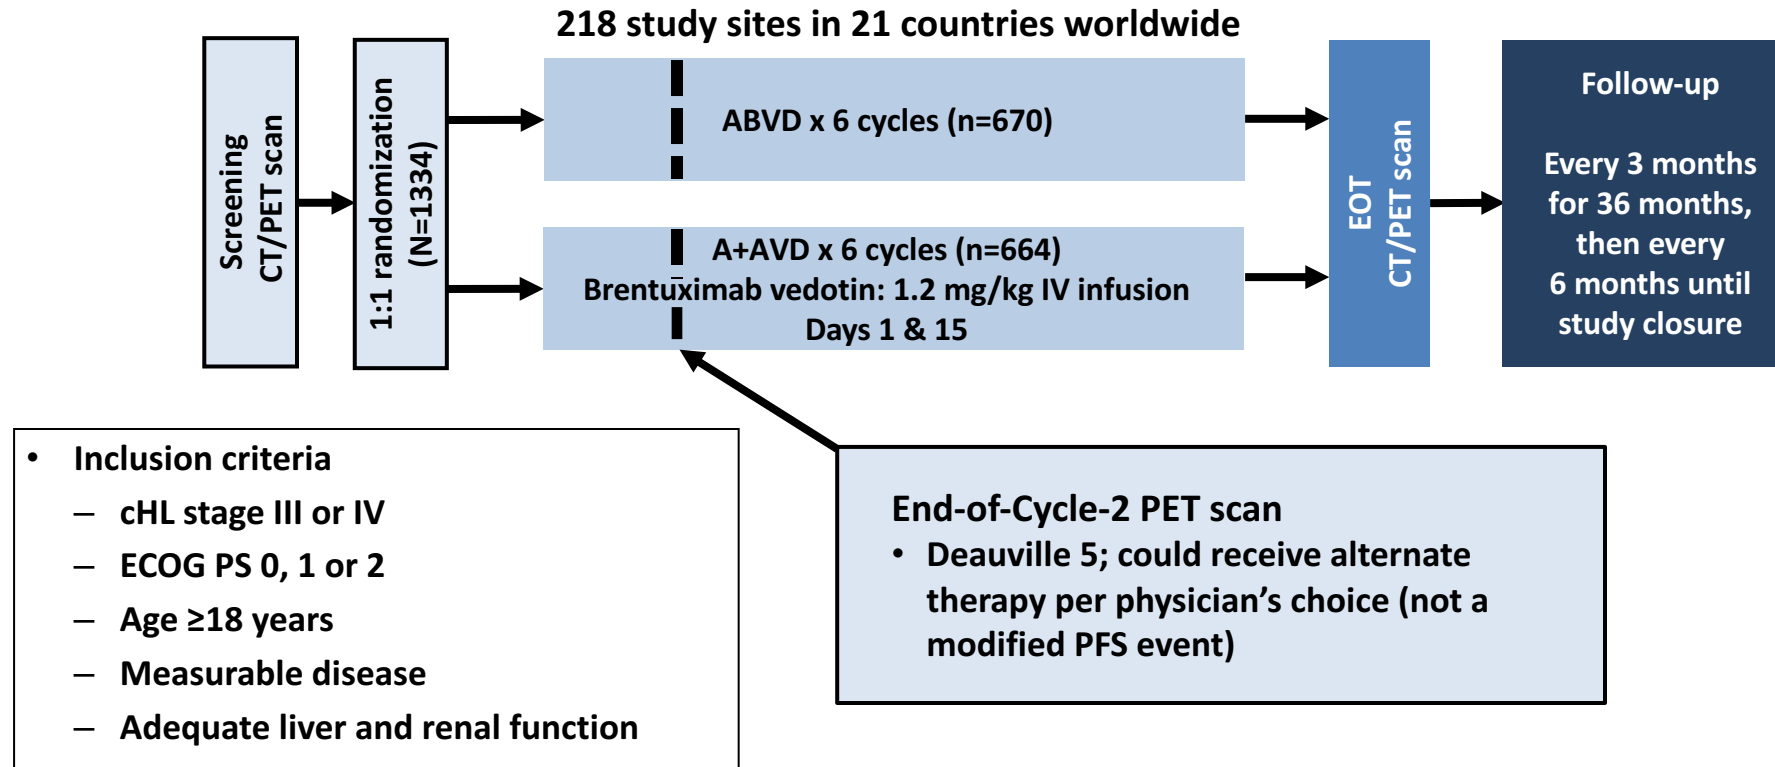 218 study sites in 21 countries worldwide
Screening
CT/PET scan
1:1 randomization
(N=1334)
ABVD x 6 cycles (n=670)
A+AVD x 6 cycles (n=664)
Brentuximab vedotin: 1.2 mg/kg IV infusion
Days 1 & 15
EOT
CT/PET scan
Follow-up
Every 3 months
for 36 months,
then every
6 months until
study closure
• Inclusion criteria
– cHL stage III or IV
– ECOG PS 0, 1 or 2
– Age ≥18 years
– Measurable disease
– Adequate liver and renal function
End-of-Cycle-2 PET scan
• Deauville 5; could receive alternate
therapy per physician’s choice (not a
modified PFS event)